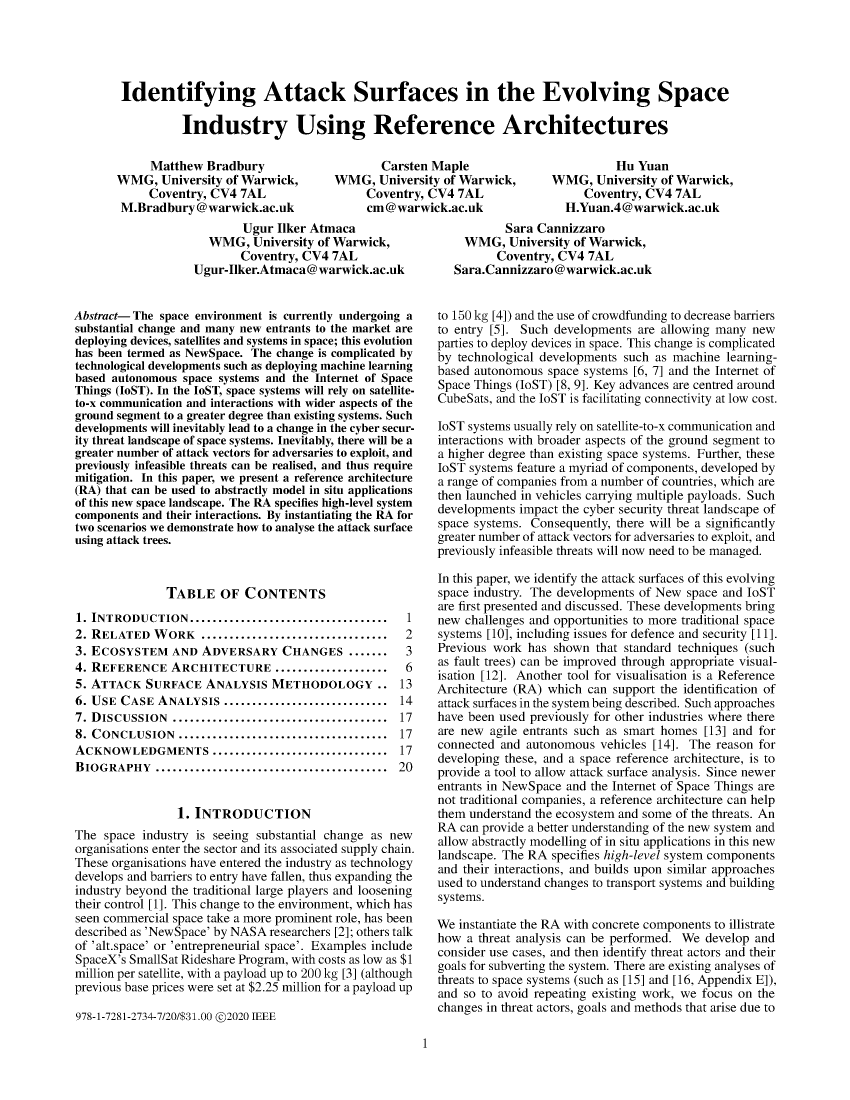 Identifying Attack Surfaces in the Evolving Space
Industry Using Reference Architectures
Matthew Bradbury
WMG, University of Warwick,
Coventry, CV4 7AL
M.Bradbury@warwick.ac.uk
Carsten Maple
WMG, University of Warwick,
Coventry, CV4 7AL
cm@warwick.ac.uk
Hu Yuan
WMG, University of Warwick,
Coventry, CV4 7AL
H.Yuan.4@warwick.ac.uk
Ugur Ilker Atmaca
WMG, University of Warwick,
Coventry, CV4 7AL
Ugur-Ilker.Atmaca@warwick.ac.uk
Sara Cannizzaro
WMG, University of Warwick,
Coventry, CV4 7AL
Sara.Cannizzaro@warwick.ac.uk
Abstract— The space environment is currently undergoing a
substantial change and many new entrants to the market are
deploying devices, satellites and systems in space; this evolution
has been termed as NewSpace. The change is complicated by
technological developments such as deploying machine learning
based autonomous space systems and the Internet of Space
Things (IoST). In the IoST, space systems will rely on satellite-
to-x communication and interactions with wider aspects of the
ground segment to a greater degree than existing systems. Such
developments will inevitably lead to a change in the cyber secur-
ity threat landscape of space systems. Inevitably, there will be a
greater number of attack vectors for adversaries to exploit, and
previously infeasible threats can be realised, and thus require
mitigation. In this paper, we present a reference architecture
(RA) that can be used to abstractly model in situ applications
of this new space landscape. The RA specifies high-level system
components and their interactions. By instantiating the RA for
two scenarios we demonstrate how to analyse the attack surface
using attack trees.
TABLE OF CONTENTS
1. INTRODUCTION.................................. 1
2. RELATED WORK ................................ 2
3. ECOSYSTEM AND ADVERSARY CHANGES ....... 3
4. REFERENCE ARCHITECTURE ................... 6
5. ATTACK SURFACE ANALYSIS METHODOLOGY .. 13
6. USE CASE ANALYSIS ............................ 14
7. DISCUSSION ..................................... 17
8. CONCLUSION .................................... 17
ACKNOWLEDGMENTS .............................. 17
BIOGRAPHY ........................................ 20
1. INTRODUCTION
The space industry is seeing substantial change as new
organisations enter the sector and its associated supply chain.
These organisations have entered the industry as technology
develops and barriers to entry have fallen, thus expanding the
industry beyond the traditional large players and loosening
their control [1]. This change to the environment, which has
seen commercial space take a more prominent role, has been
described as 'NewSpace' by NASA researchers [2]; others talk
of 'alt.space' or 'entrepreneurial space'. Examples include
SpaceX's SmallSat Rideshare Program, with costs as low as $1
million per satellite, with a payload up to 200 kg [3] (although
previous base prices were set at $2.25 million for a payload up
978-1-7281-2734-7/20/$31.00 ©2020 IEEE
to 150 kg [4]) and the use of crowdfunding to decrease barriers
to entry [5]. Such developments are allowing many new
parties to deploy devices in space. This change is complicated
by technological developments such as machine learning-
based autonomous space systems [6, 7] and the Internet of
Space Things (IoST) [8, 9]. Key advances are centred around
CubeSats, and the IoST is facilitating connectivity at low cost.
IoST systems usually rely on satellite-to-x communication and
interactions with broader aspects of the ground segment to
a higher degree than existing space systems. Further, these
IoST systems feature a myriad of components, developed by
a range of companies from a number of countries, which are
then launched in vehicles carrying multiple payloads. Such
developments impact the cyber security threat landscape of
space systems. Consequently, there will be a significantly
greater number of attack vectors for adversaries to exploit, and
previously infeasible threats will now need to be managed.
In this paper, we identify the attack surfaces of this evolving
space industry. The developments of New space and IoST
are first presented and discussed. These developments bring
new challenges and opportunities to more traditional space
systems [10], including issues for defence and security [11].
Previous work has shown that standard techniques (such
as fault trees) can be improved through appropriate visual-
isation [12]. Another tool for visualisation is a Reference
Architecture (RA) which can support the identification of
attack surfaces in the system being described. Such approaches
have been used previously for other industries where there
are new agile entrants such as smart homes [13] and for
connected and autonomous vehicles [14]. The reason for
developing these, and a space reference architecture, is to
provide a tool to allow attack surface analysis. Since newer
entrants in NewSpace and the Internet of Space Things are
not traditional companies, a reference architecture can help
them understand the ecosystem and some of the threats. An
RA can provide a better understanding of the new system and
allow abstractly modelling of in situ applications in this new
landscape. The RA specifies high-level system components
and their interactions, and builds upon similar approaches
used to understand changes to transport systems and building
systems.
We instantiate the RA with concrete components to illistrate
how a threat analysis can be performed. We develop and
consider use cases, and then identify threat actors and their
goals for subverting the system. There are existing analyses of
threats to space systems (such as [15] and [16, Appendix E]),
and so to avoid repeating existing work, we focus on the
changes in threat actors, goals and methods that arise due to
1